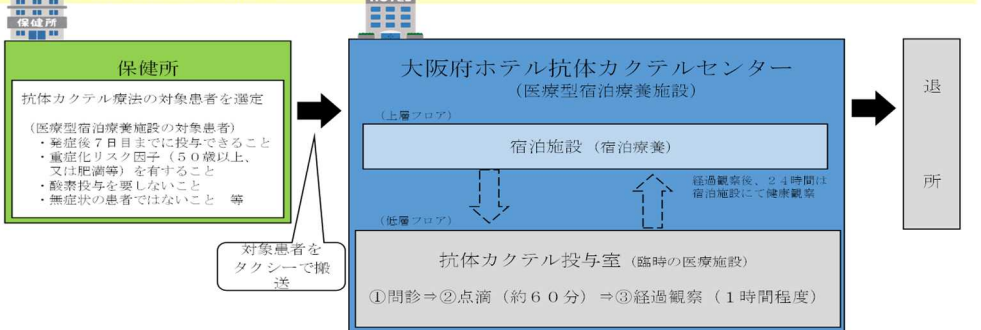 保健所
保健所
抗体カクテル療法の対象患者を選定
(医療型宿泊療養施設の対象患者)
・発症後7日目までに投与できること
・重症化リスク因子(50歳以上、
又は肥満等)を有すること
・酸素投与を要しないこと
・無症状の患者ではないこと 等
対象患者を
タクシーで搬
送
大阪府ホテル抗体カクテルセンター
(医療型宿泊療養施設)
(上層フロア)
宿泊施設(宿泊療養)
経過観察後、24時間は
宿泊施設にて健康観察
(低層フロア)
抗体カクテル投与室(臨時の医療施設)
①問診⇒②点滴(約60分)⇒③経過観察(1時間程度)
退
所